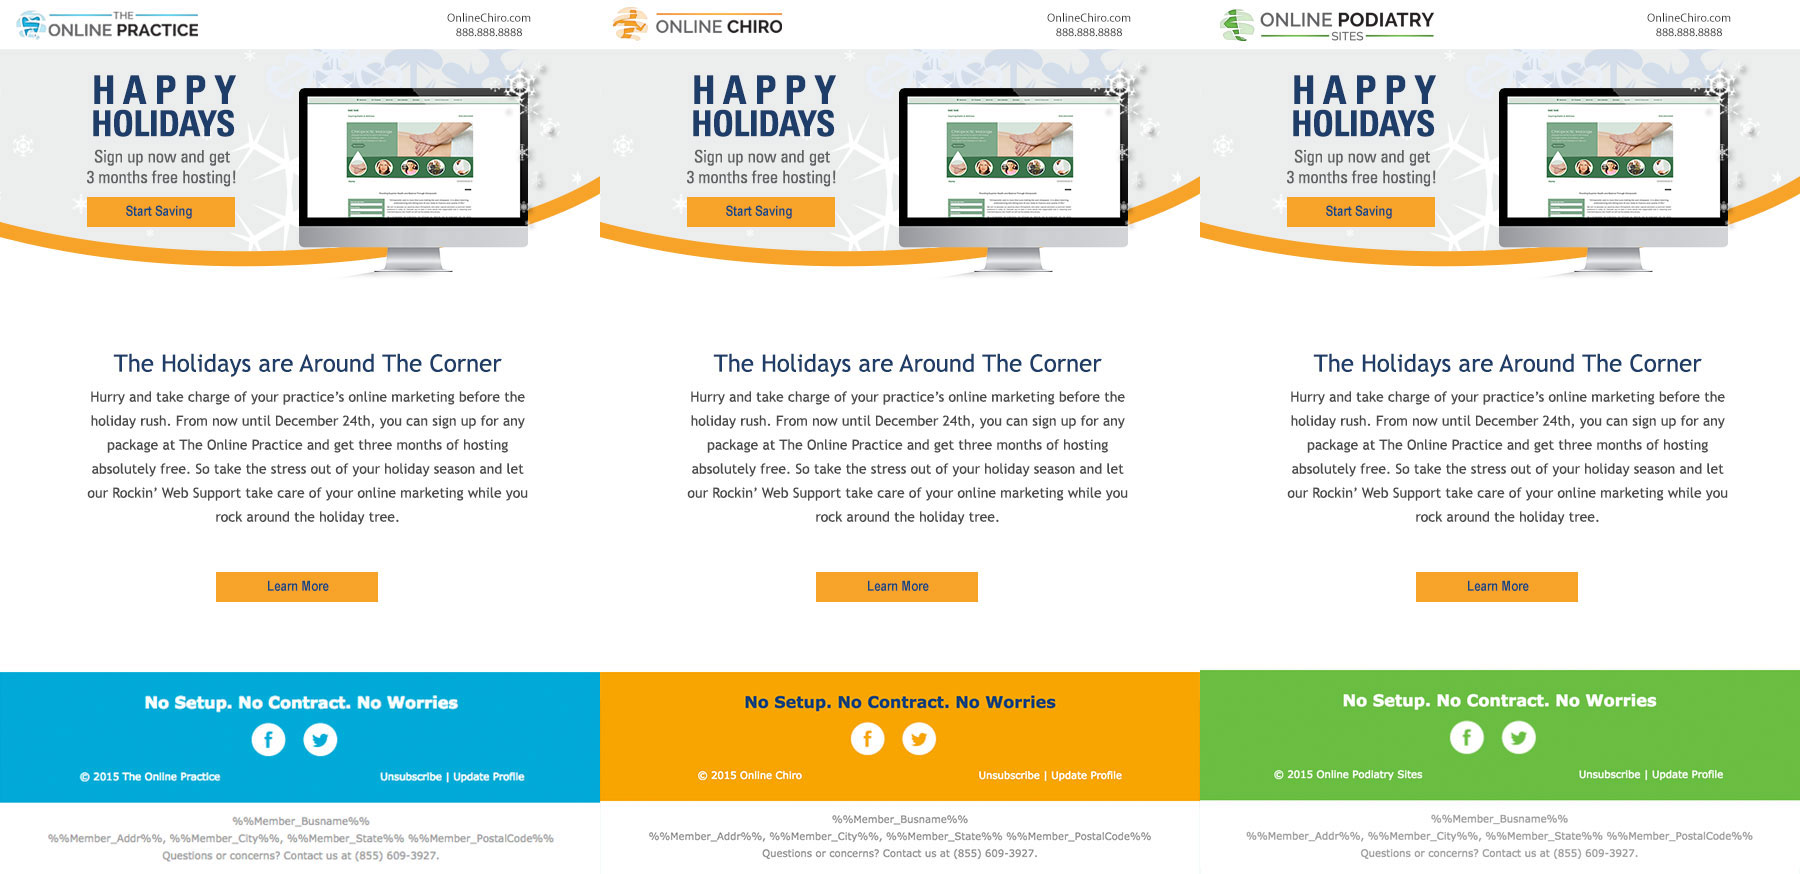 THE
ONLINE PRACTICE
OnlineChiro.com
888.888.8888
HAPPY
HOLIDAYS
Sign up now and get
3 months free hosting!
Start Saving
The Holidays are Around The Corner
Hurry and take charge of your practice’s online marketing before the
holiday rush. From now until December 24th, you can sign up for any
package at The Online Practice and get three months of hosting
absolutely free. So take the stress out of your holiday season and let
our Rockin’ Web Support take care of your online marketing while you
rock around the holiday tree.
Learn More
No Setup. No Contract. No Worries
© 2015 The Online Practice
Unsubscribe | Update Profile
%%Member_Busname%%
%%Member_Addr%%, %%Member_City%%, %%Member_State%% %%Member_PostalCode%%
Questions or concerns? Contact us at (855) 609-3927.
ONLINE CHIRO
OnlineChiro.com
888.888.8888
HAPPY
HOLIDAYS
Sign up now and get
3 months free hosting!
Start Saving
The Holidays are Around The Corner
Hurry and take charge of your practice’s online marketing before the
holiday rush. From now until December 24th, you can sign up for any
package at The Online Practice and get three months of hosting
absolutely free. So take the stress out of your holiday season and let
our Rockin’ Web Support take care of your online marketing while you
rock around the holiday tree.
Learn More
No Setup. No Contract. No Worries
© 2015 Online Chiro
Unsubscribe | Update Profile
%%Member_Busname%%
%%Member_Addr%%, %%Member_City%%, %%Member_State%% %%Member_PostalCode%%
Questions or concerns? Contact us at (855) 609-3927.
ONLINE PODIATRY
SITES
OnlineChiro.com
888.888.8888
HAPPY
HOLIDAYS
Sign up now and get
3 months free hosting!
Start Saving
The Holidays are Around The Corner
Hurry and take charge of your practice’s online marketing before the
holiday rush. From now until December 24th, you can sign up for any
package at The Online Practice and get three months of hosting
absolutely free. So take the stress out of your holiday season and let
our Rockin’ Web Support take care of your online marketing while you
rock around the holiday tree.
Learn More
No Setup. No Contract. No Worries
© 2015 Online Podiatry Sites
Unsubscribe | Update Profile
%%Member_Busname%%
%%Member_Addr%%, %%Member_City%%, %%Member_State%% %%Member_PostalCode%%
Questions or concerns? Contact us at (855) 609-3927.